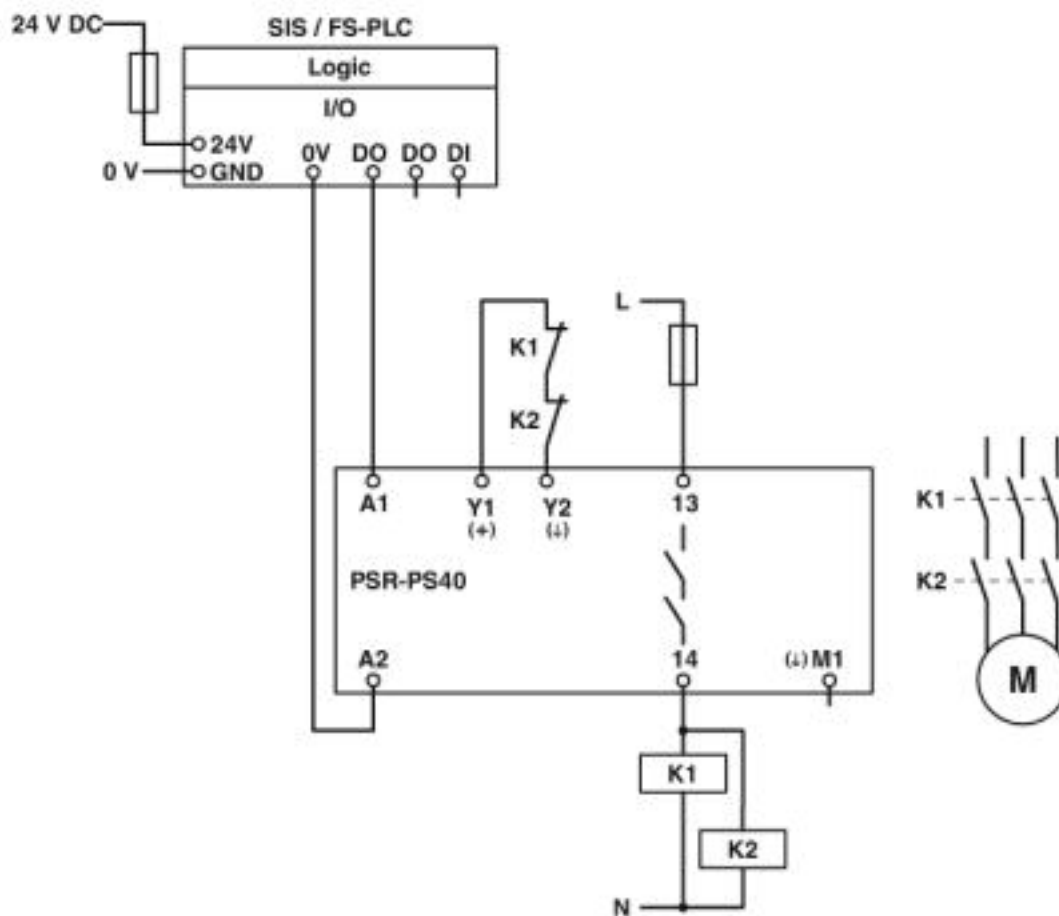 24 V DC
SIS / FS-PLC
Logic
I/O
24V
0V DO DO DI
0 V
GND
L
K1
K2
A1 Y1 Y2 13
(+) (↓)
K1
PSR-PS40
K2
A2 14 (↓) M1
M
K1
K2
N